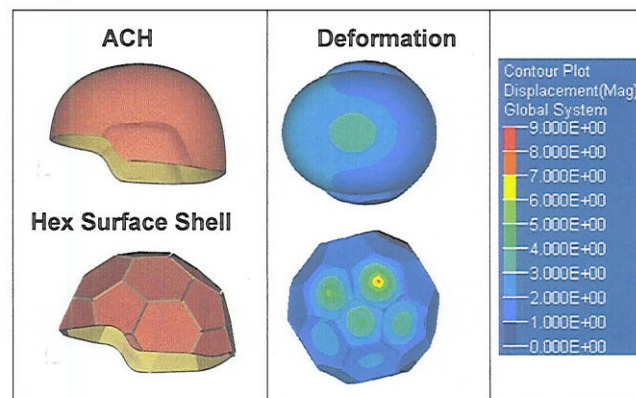 ACH
Deformation
Hex Surface Shell
Contour Plot
Displacement(Mag)
Global System
9.000E+00
8.000E+00
7.000E+00
6.000E+00
5.000E+00
4.000E+00
3.000E+00
2.000E+00
1.000E+00
0.000E+00